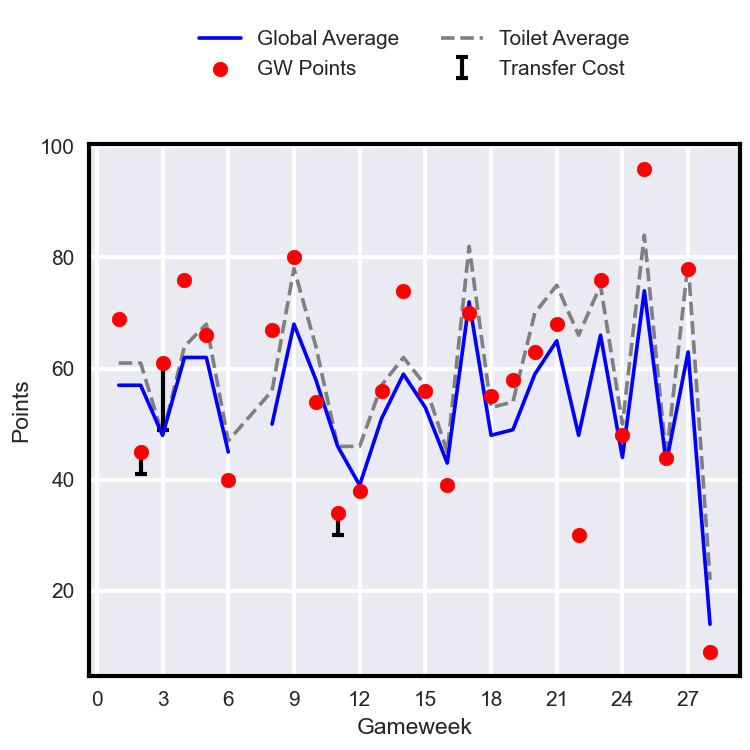 Global Average
Toilet Average
GW Points
Transfer Cost
100
80
60
40
20
Points
0 3 6 9 12 15 18 21 24 27
Gameweek